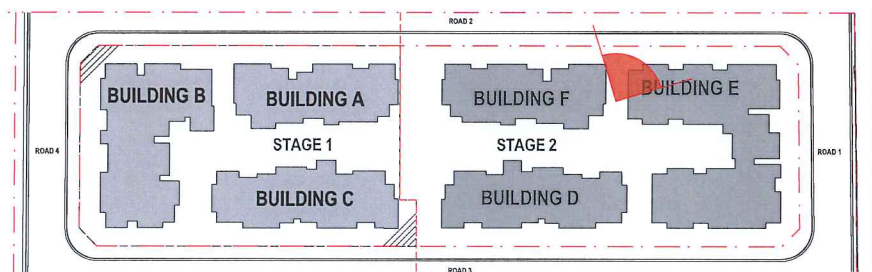 ROAD 2
BUILDING B
BUILDING A
BUILDING F
BUILDING E
STAGE 1
STAGE 2
ROAD 4
ROAD 1
BUILDING C
BUILDING D
ROAD 3